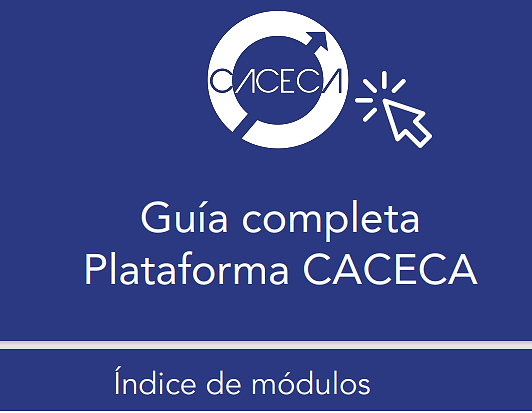 CACECA
Guía completa
Plataforma CACECA
Índice de módulos